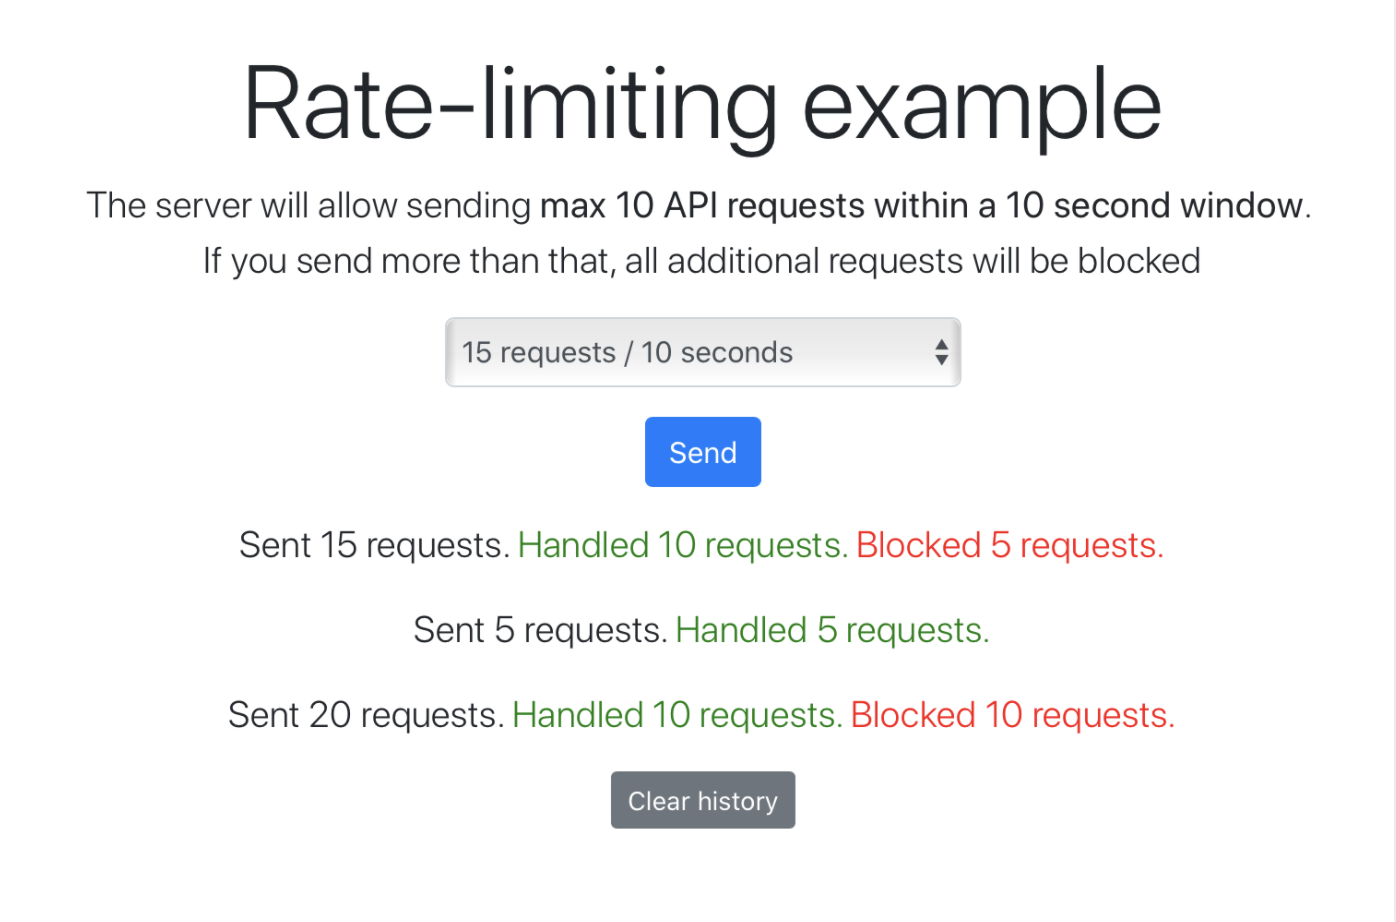 Rate-limiting example
The server will allow sending max 10 API requests within a 10 second window.
If you send more than that, all additional requests will be blocked
15 requests / 10 seconds
Send
Sent 15 requests. Handled 10 requests. Blocked 5 requests.
Sent 5 requests. Handled 5 requests.
Sent 20 requests. Handled 10 requests. Blocked 10 requests.
Clear history